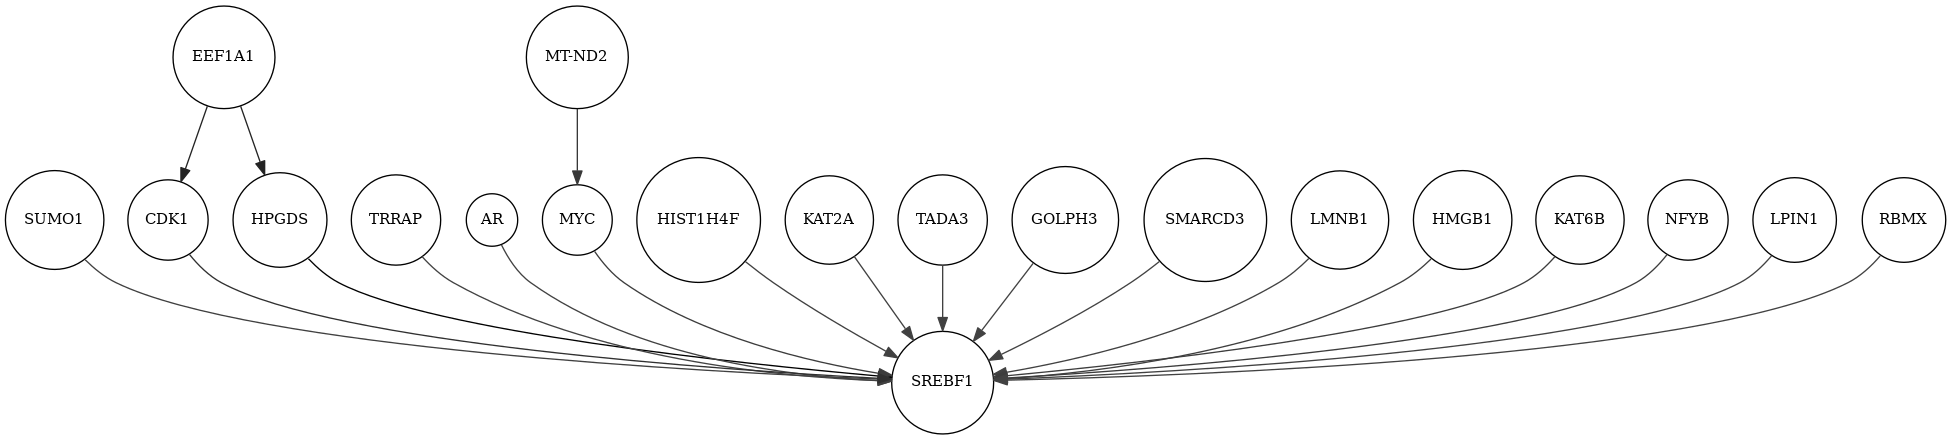 EEF1A1
MT-ND2
SUMO1
CDK1
HPGDS
TRRAP
AR
MYC
HIST1H4F
KAT2A
TADA3
GOLPH3
SMARCD3
LMNB1
HMGB1
KAT6B
NFYB
LPIN1
RBMX
SREBF1